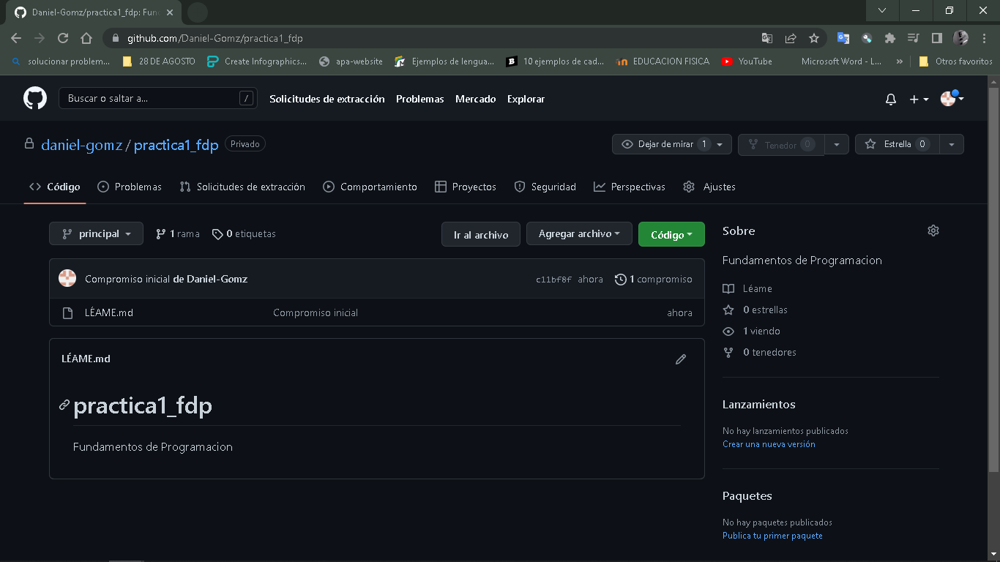 Daniel-Gomz/practica1_fdp: Fun
github.com/Daniel-Gomz/practica1_fdp
solucionar problem... 28 DE AGOSTO Create Infographics... apa-website Ejemplos de lengua... 10 ejemplos de cad... EDUCACION FISICA YouTube Microsoft Word - L... » Otros favoritos
Buscar o saltar a... / Solicitudes de extracción Problemas Mercado Explorar
daniel-gomz / practica1_fdp Privado Dejar de mirar 1 Tenedor 0 Estrella 0
Código Problemas Solicitudes de extracción Comportamiento Proyectos Seguridad Perspectivas Ajustes
principal 1 rama 0 etiquetas Ir al archivo Agregar archivo Código
Compromiso inicial de Daniel-Gomz c11bf8f ahora 1 compromiso
LÉAME.md Compromiso inicial ahora
LÉAME.md
practica1_fdp
Fundamentos de Programacion
Sobre
Fundamentos de Programacion
Léame
0 estrellas
1 viendo
0 tenedores
Lanzamientos
No hay lanzamientos publicados
Crear una nueva versión
Paquetes
No hay paquetes publicados
Publica tu primer paquete